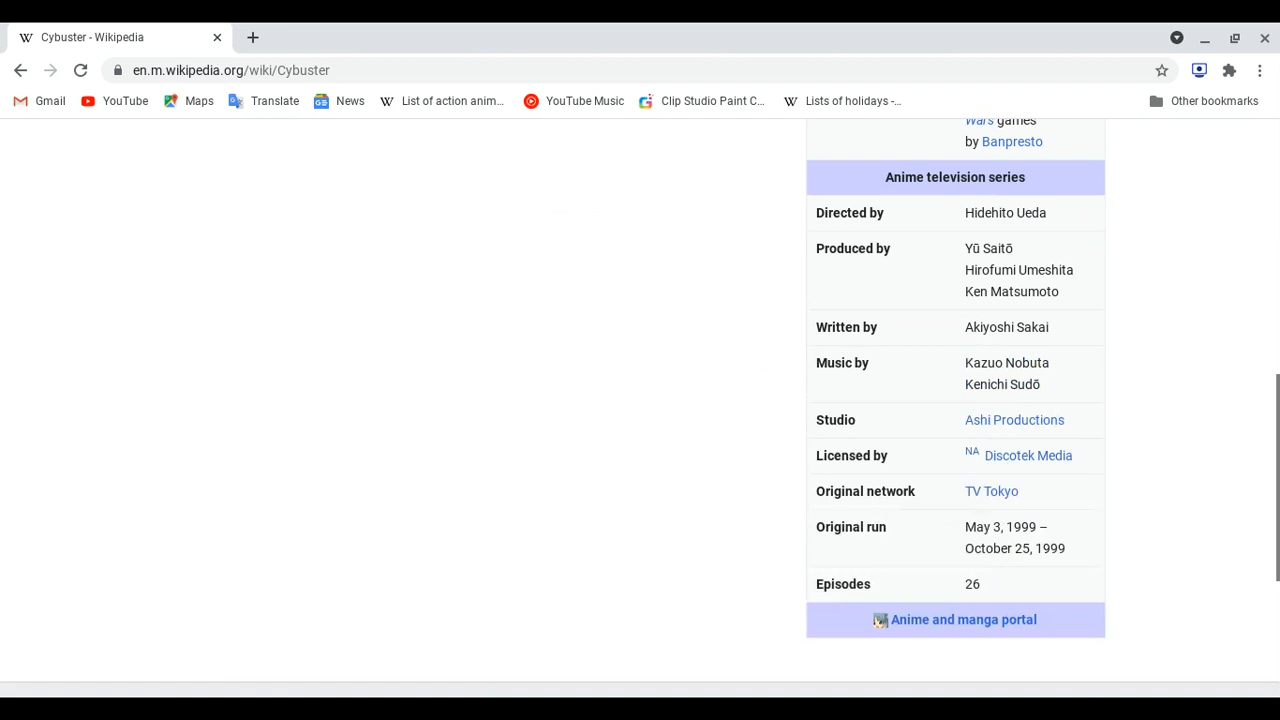 Cybuster - Wikipedia
en.m.wikipedia.org/wiki/Cybuster
Gmail YouTube Maps Translate News List of action anim... YouTube Music Clip Studio Paint C... Lists of holidays -... Other bookmarks
Wars games
by Banpresto
Anime television series
Directed by Hidehito Ueda
Produced by Yū Saitō
Hirofumi Umeshita
Ken Matsumoto
Written by Akiyoshi Sakai
Music by Kazuo Nobuta
Kenichi Sudō
Studio Ashi Productions
Licensed by NA Discotek Media
Original network TV Tokyo
Original run May 3, 1999 –
October 25, 1999
Episodes 26
Anime and manga portal